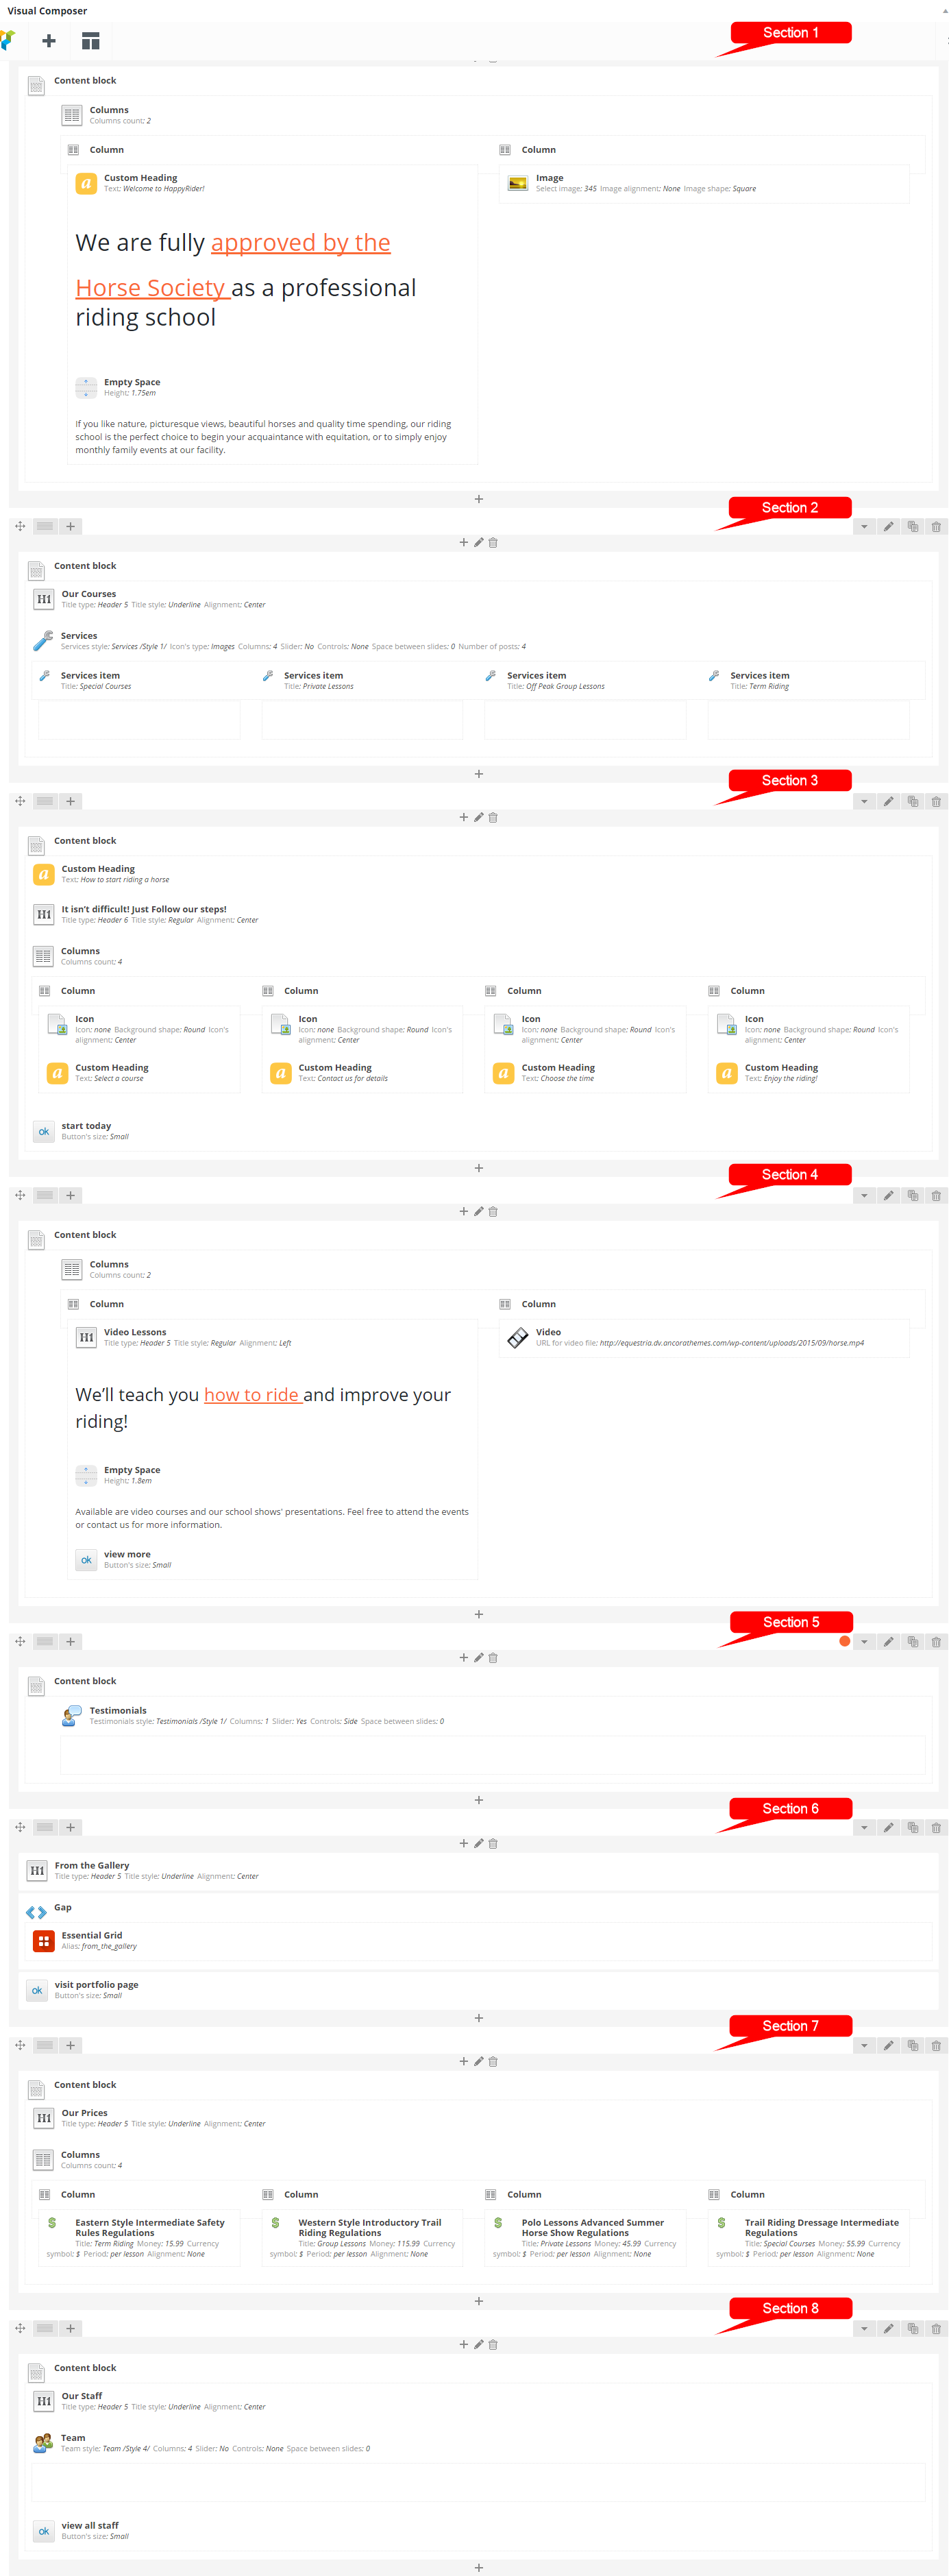 Visual Composer
Section 1
Content block
Columns
Columns count: 2
Column
Column
Custom Heading
Text: Welcome to HappyRider!
Image
Select image: 345 Image alignment: None Image shape: Square
We are fully approved by the
Horse Society as a professional
riding school
Empty Space
Height: 1.75em
If you like nature, picturesque views, beautiful horses and quality time spending, our riding
school is the perfect choice to begin your acquaintance with equitation, or to simply enjoy
monthly family events at our facility.
Section 2
Content block
H1
Our Courses
Title type: Header 5 Title style: Underline Alignment: Center
Services
Services style: Services /Style 1/ Icon's type: Images Columns: 4 Slider: No Controls: None Space between slides: 0 Number of posts: 4
Services item
Title: Special Courses
Services item
Title: Private Lessons
Services item
Title: Off Peak Group Lessons
Services item
Title: Term Riding
Section 3
Content block
Custom Heading
Text: How to start riding a horse
H1
It isn't difficult! Just Follow our steps!
Title type: Header 6 Title style: Regular Alignment: Center
Columns
Columns count: 4
Column
Column
Column
Column
Icon
Icon: none Background shape: Round Icon's
alignment: Center
Custom Heading
Text: Select a course
Icon
Icon: none Background shape: Round Icon's
alignment: Center
Custom Heading
Text: Contact us for details
Icon
Icon: none Background shape: Round Icon's
alignment: Center
Custom Heading
Text: Choose the time
Icon
Icon: none Background shape: Round Icon's
alignment: Center
Custom Heading
Text: Enjoy the riding!
ok
start today
Button's size: Small
Section 4
Content block
Columns
Columns count: 2
Column
Column
H1
Video Lessons
Title type: Header 5 Title style: Regular Alignment: Left
Video
URL for video file: http://equestria.dv.ancorathemes.com/wp-content/uploads/2015/09/horse.mp4
We'll teach you how to ride and improve your
riding!
Empty Space
Height: 1.8em
Available are video courses and our school shows' presentations. Feel free to attend the events
or contact us for more information.
ok
view more
Button's size: Small
Section 5
Content block
Testimonials
Testimonials style: Testimonials /Style 1/ Columns: 1 Slider: Yes Controls: Side Space between slides: 0
Section 6
H1
From the Gallery
Title type: Header 5 Title style: Underline Alignment: Center
Gap
Essential Grid
Alias: from_the_gallery
ok
visit portfolio page
Button's size: Small
Section 7
Content block
H1
Our Prices
Title type: Header 5 Title style: Underline Alignment: Center
Columns
Columns count: 4
Column
Column
Column
Column
Eastern Style Intermediate Safety
Rules Regulations
Title: Term Riding Money: 15.99 Currency
symbol: $ Period: per lesson Alignment: None
Western Style Introductory Trail
Riding Regulations
Title: Group Lessons Money: 115.99 Currency
symbol: $ Period: per lesson Alignment: None
Polo Lessons Advanced Summer
Horse Show Regulations
Title: Private Lessons Money: 45.99 Currency
symbol: $ Period: per lesson Alignment: None
Trail Riding Dressage Intermediate
Regulations
Title: Special Courses Money: 55.99 Currency
symbol: $ Period: per lesson Alignment: None
Section 8
Content block
H1
Our Staff
Title type: Header 5 Title style: Underline Alignment: Center
Team
Team style: Team /Style 4/ Columns: 4 Slider: No Controls: None Space between slides: 0
ok
view all staff
Button's size: Small